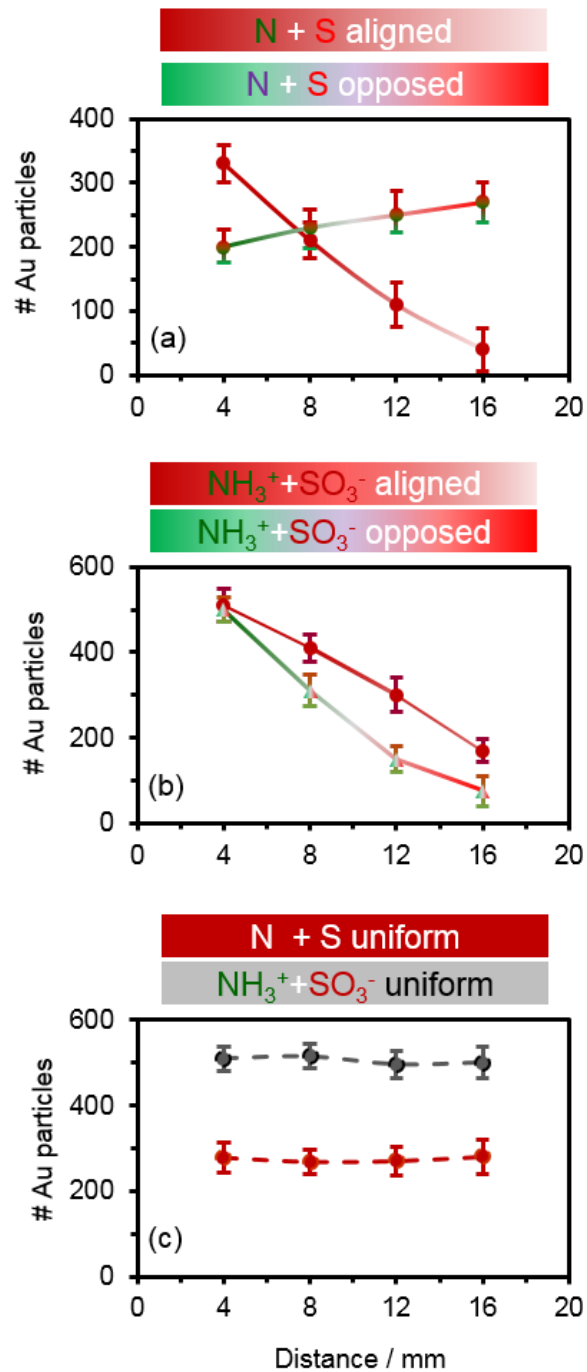 N + S aligned
N + S opposed
400
300
200
100
0
# Au particles
(a)
0 4 8 12 16 20
NH₃⁺+SO₃⁻ aligned
NH₃⁺+SO₃⁻ opposed
600
400
200
0
# Au particles
(b)
0 4 8 12 16 20
N + S uniform
NH₃⁺+SO₃⁻ uniform
600
400
200
0
# Au particles
(c)
0 4 8 12 16 20
Distance / mm